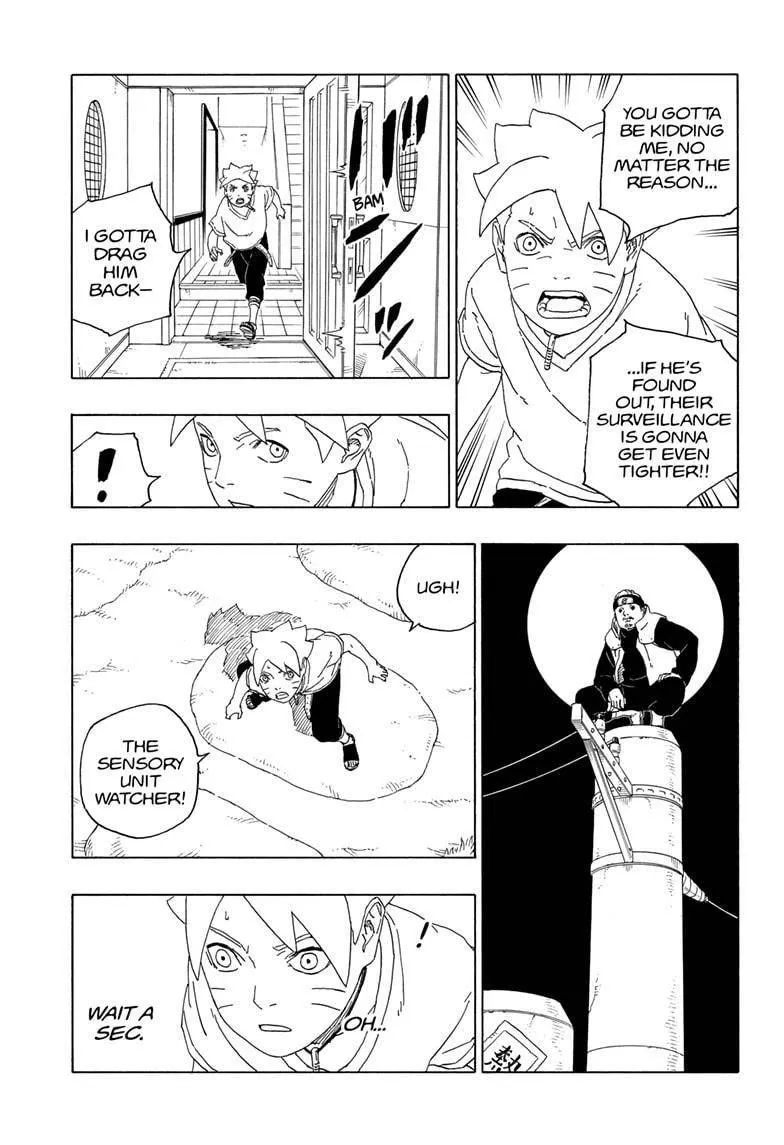 YOU GOTTA
BE KIDDING
ME, NO
MATTER THE
REASON...
...IF HE'S
FOUND
OUT, THEIR
SURVEILLANCE
IS GONNA
GET EVEN
TIGHTER!!
BAM
I GOTTA
DRAG
HIM
BACK—
!
UGH!
THE
SENSORY
UNIT
WATCHER!
熱
!
OH...
WAIT A
SEC.